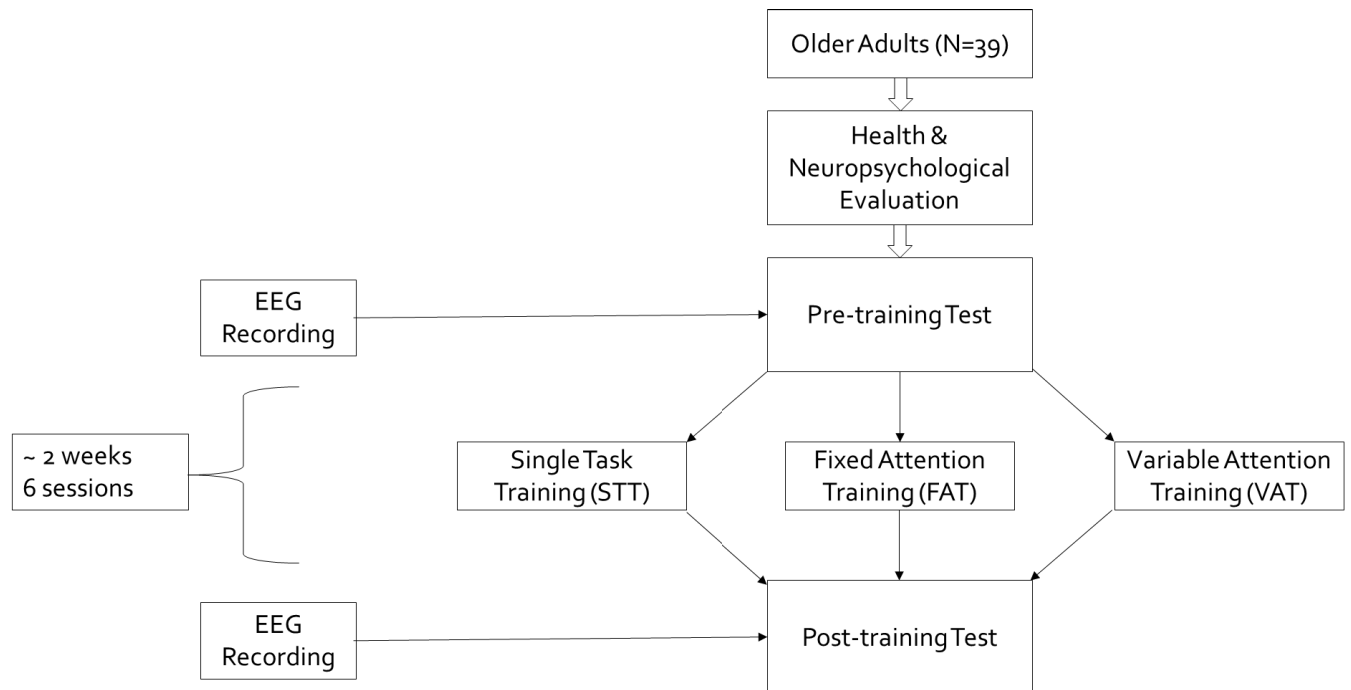 Older Adults (N=39)
Health &
Neuropsychological
Evaluation
EEG
Recording
Pre-training Test
~ 2 weeks
6 sessions
Single Task
Training (STT)
Fixed Attention
Training (FAT)
Variable Attention
Training (VAT)
EEG
Recording
Post-training Test